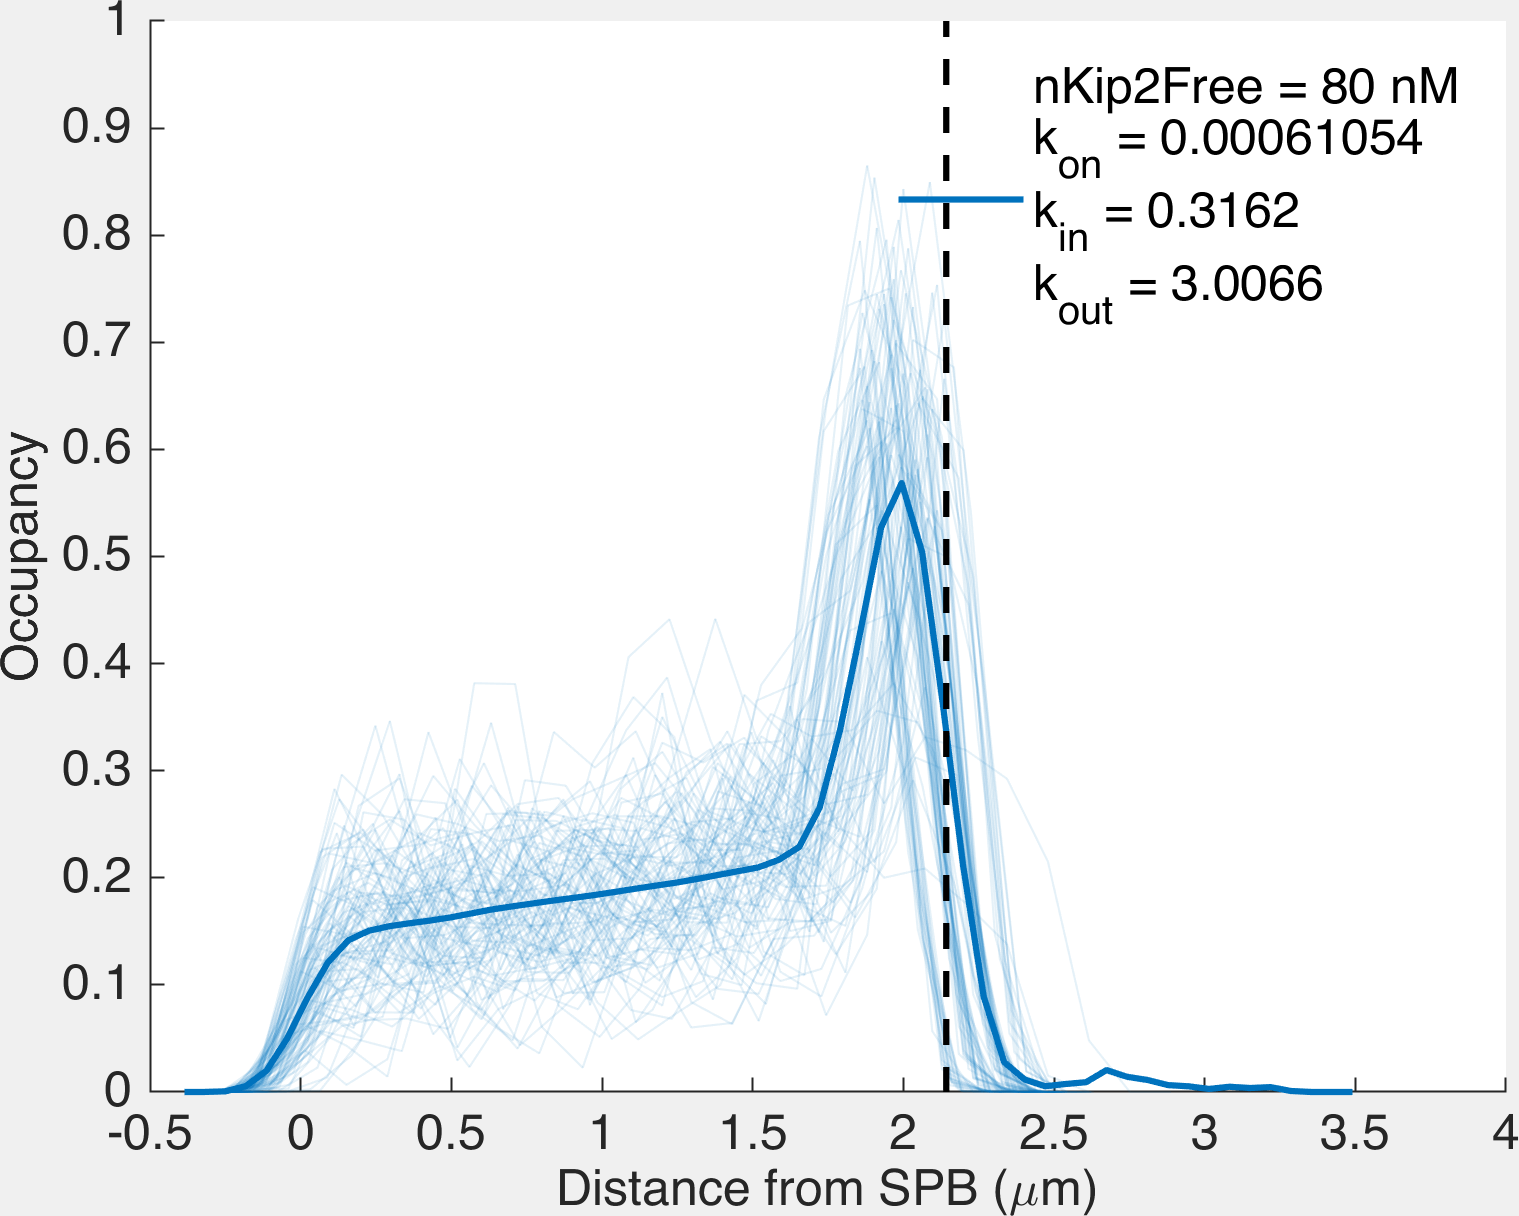 1
0.9
0.8
0.7
0.6
0.5
0.4
0.3
0.2
0.1
0
Occupancy
nKip2Free = 80 nM
kon = 0.00061054
kin = 0.3162
kout = 3.0066
-0.5 0 0.5 1 1.5 2 2.5 3 3.5 4
Distance from SPB (μm)